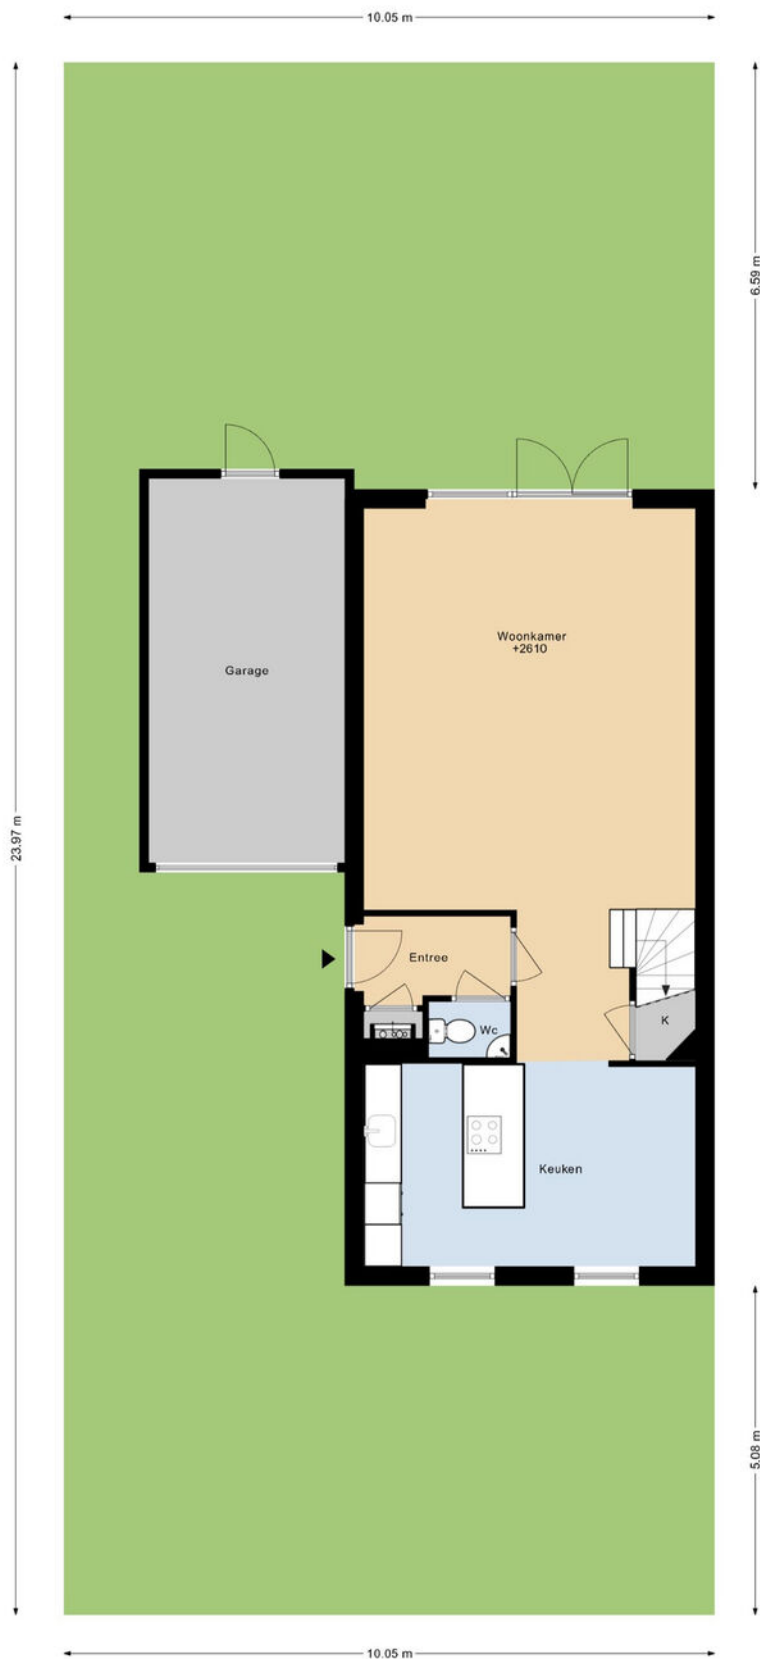 10.05 m
6.59 m
Woonkamer
+2610
Garage
23.97 m
Entree
K
Wc
Keuken
5.08 m
10.05 m